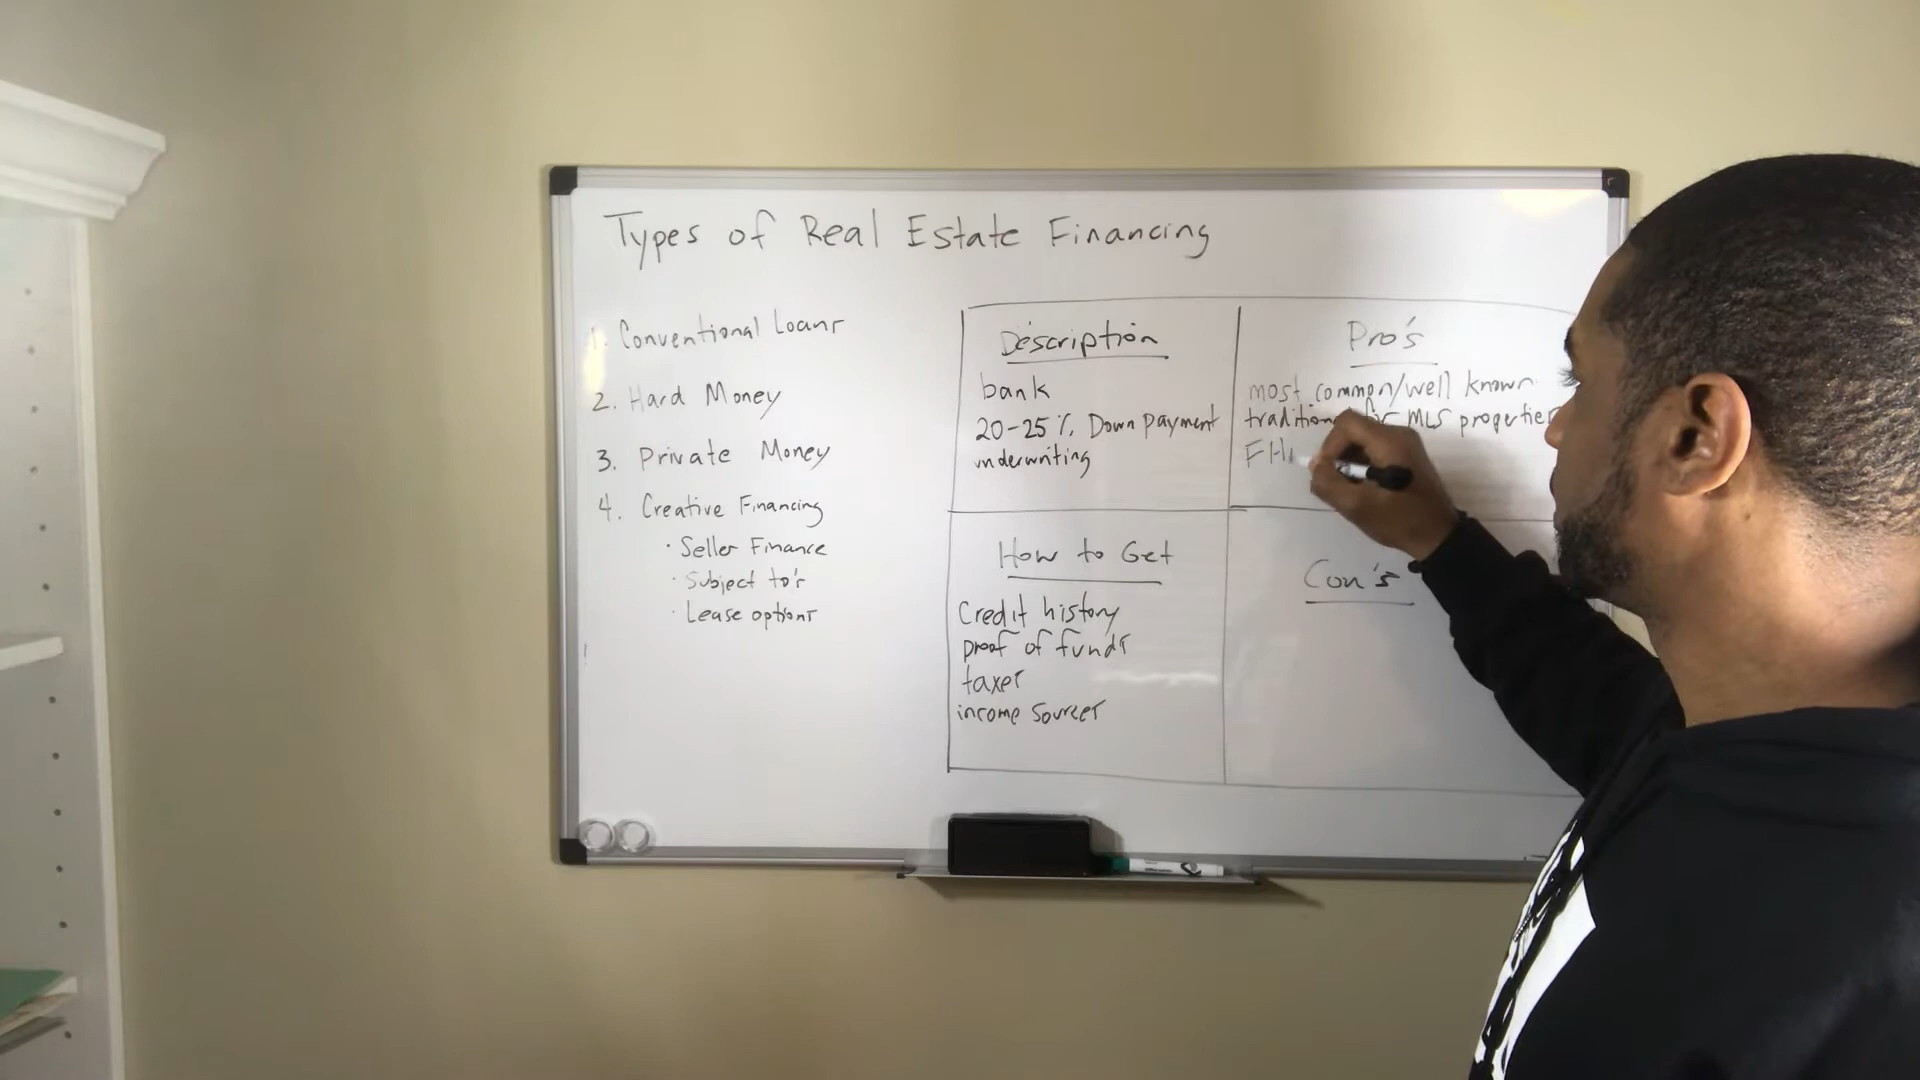 Types of Real Estate Financing
1. Conventional Loans
2. Hard Money
3. Private Money
4. Creative Financing
· Seller Finance
· Subject to's
· Lease options
Description
bank
20-25% Down payment
underwriting
Pro's
most common/well known
for MLS properties
How to Get
Credit history
proof of funds
taxes
income sources
Con's